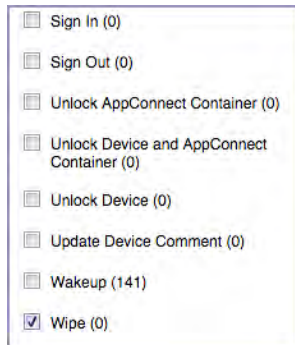 Sign In (0)
Sign Out (0)
Unlock AppConnect Container (0)
Unlock Device and AppConnect
Container (0)
Unlock Device (0)
Update Device Comment (0)
Wakeup (141)
Wipe (0)